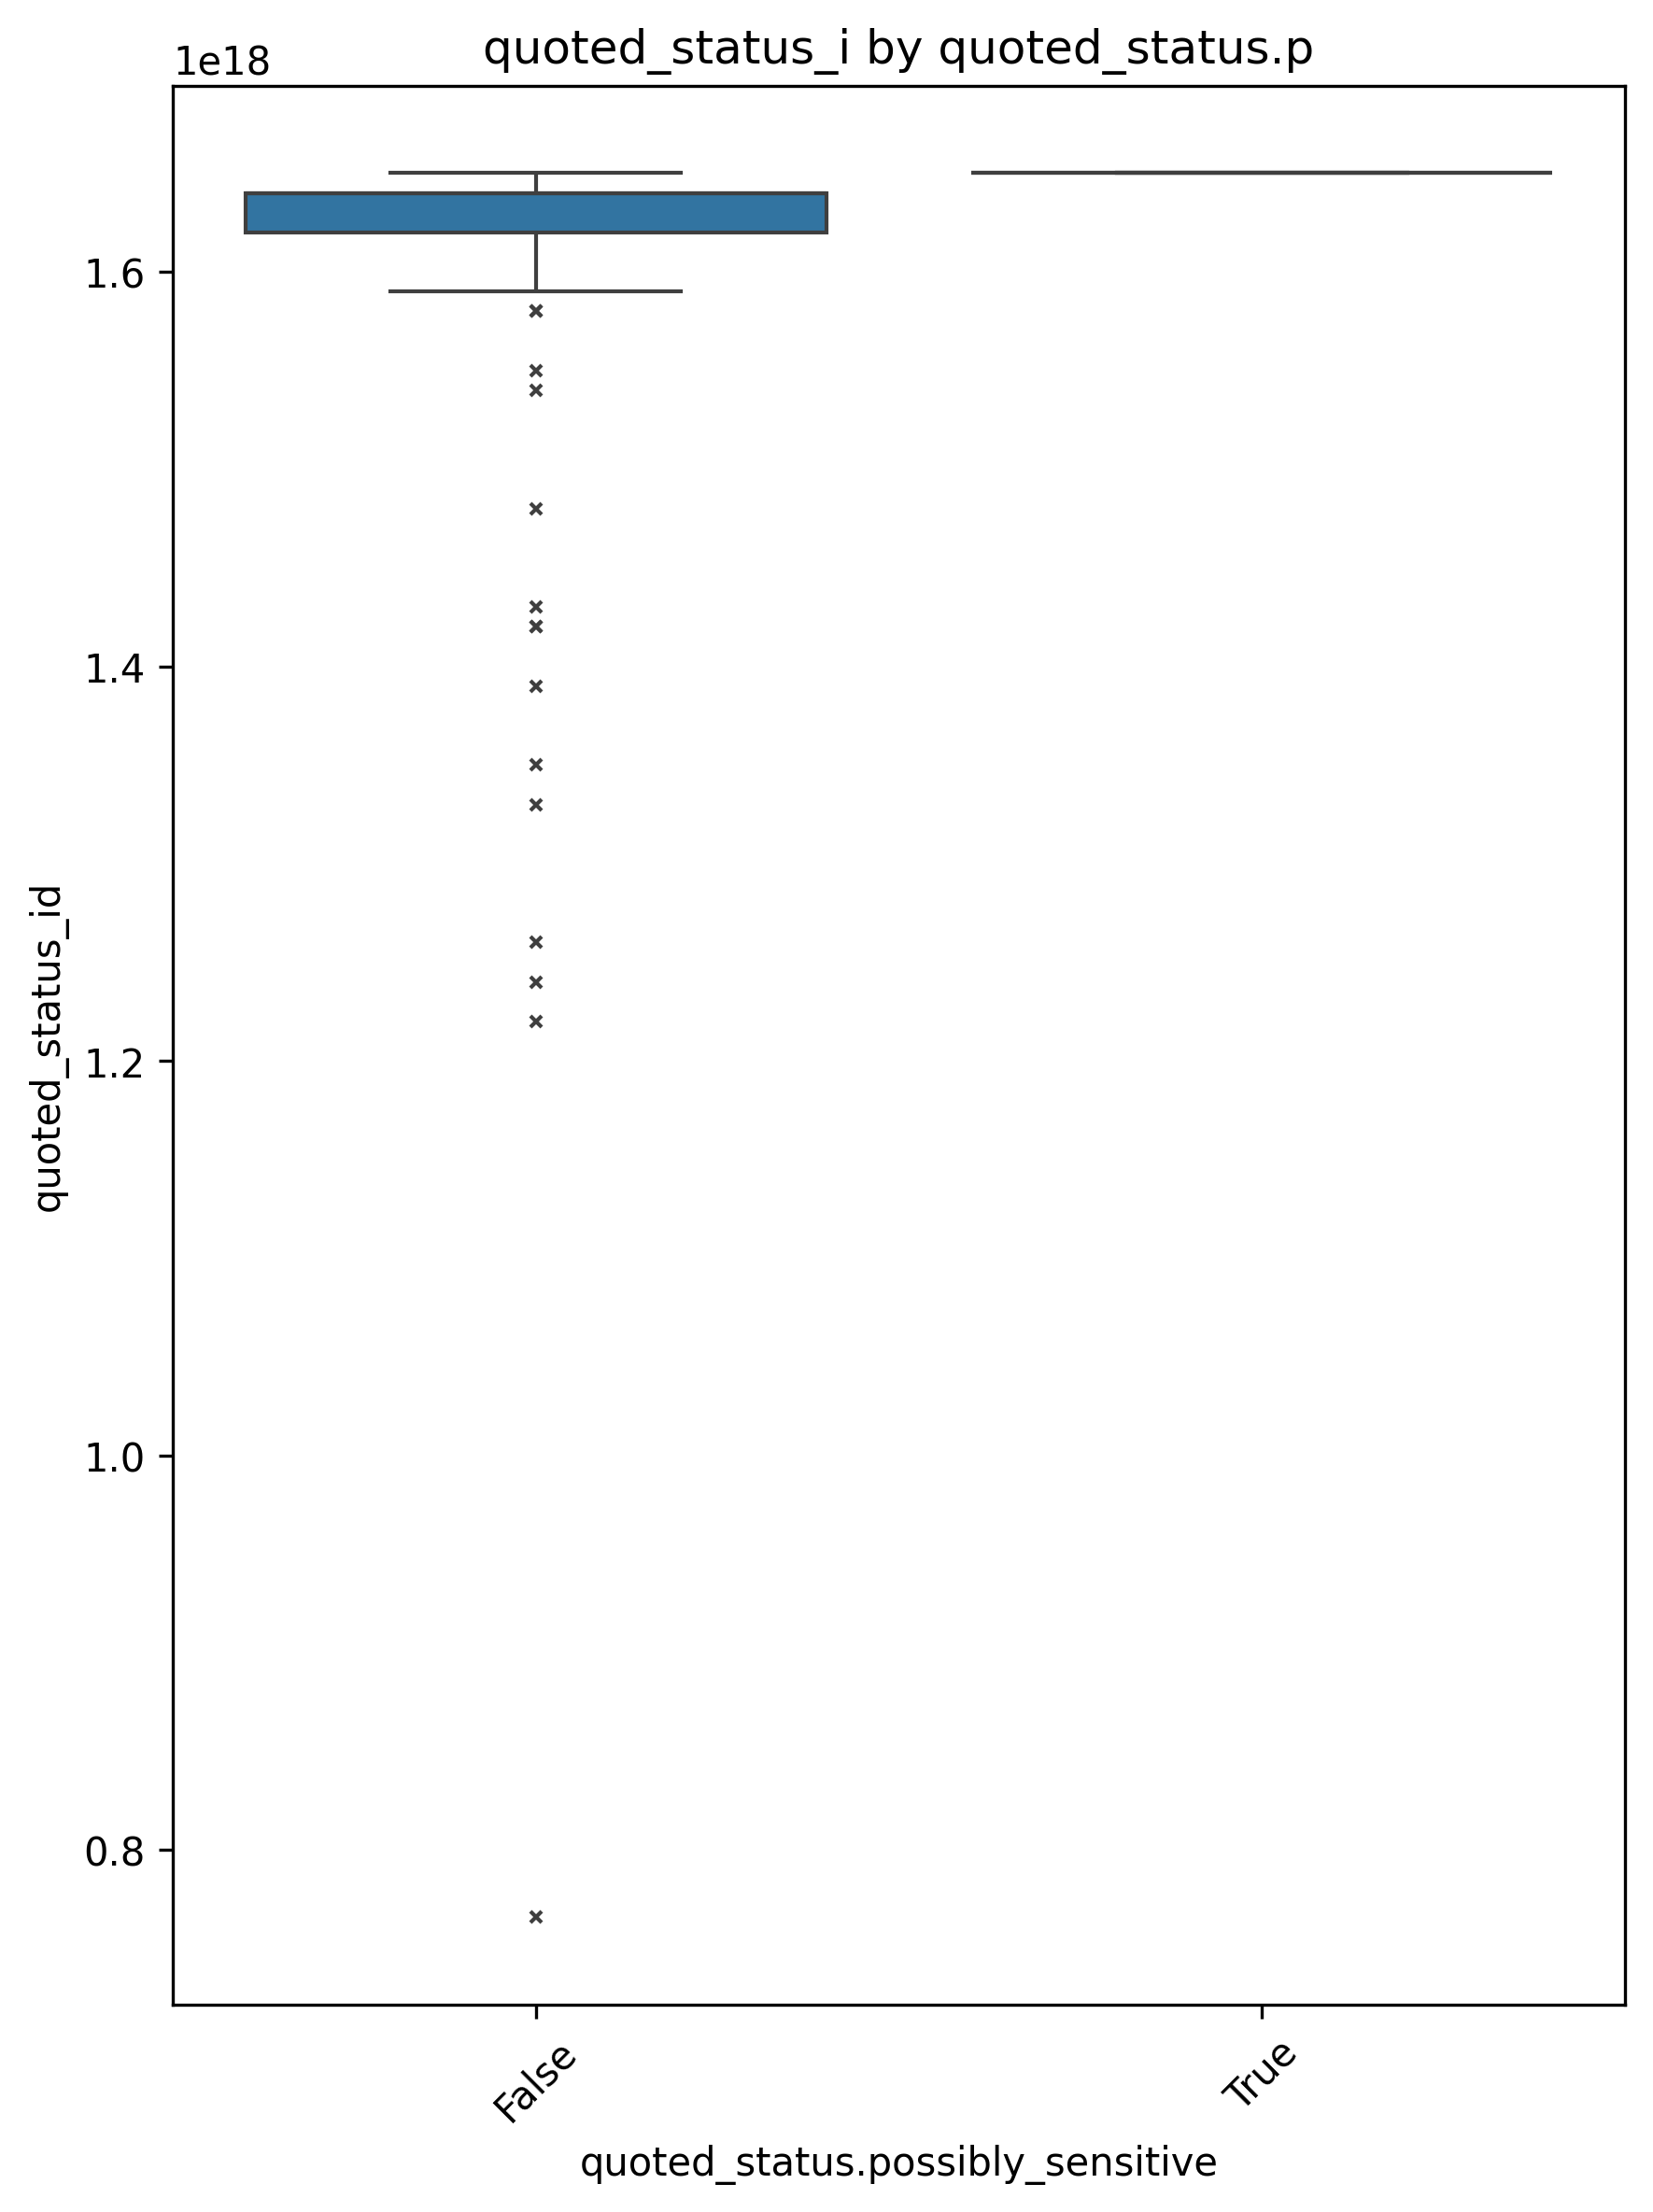 quoted_status_i by quoted_status.p
1e18
1.6
1.4
1.2
1.0
0.8
quoted_status_id
False
True
quoted_status.possibly_sensitive